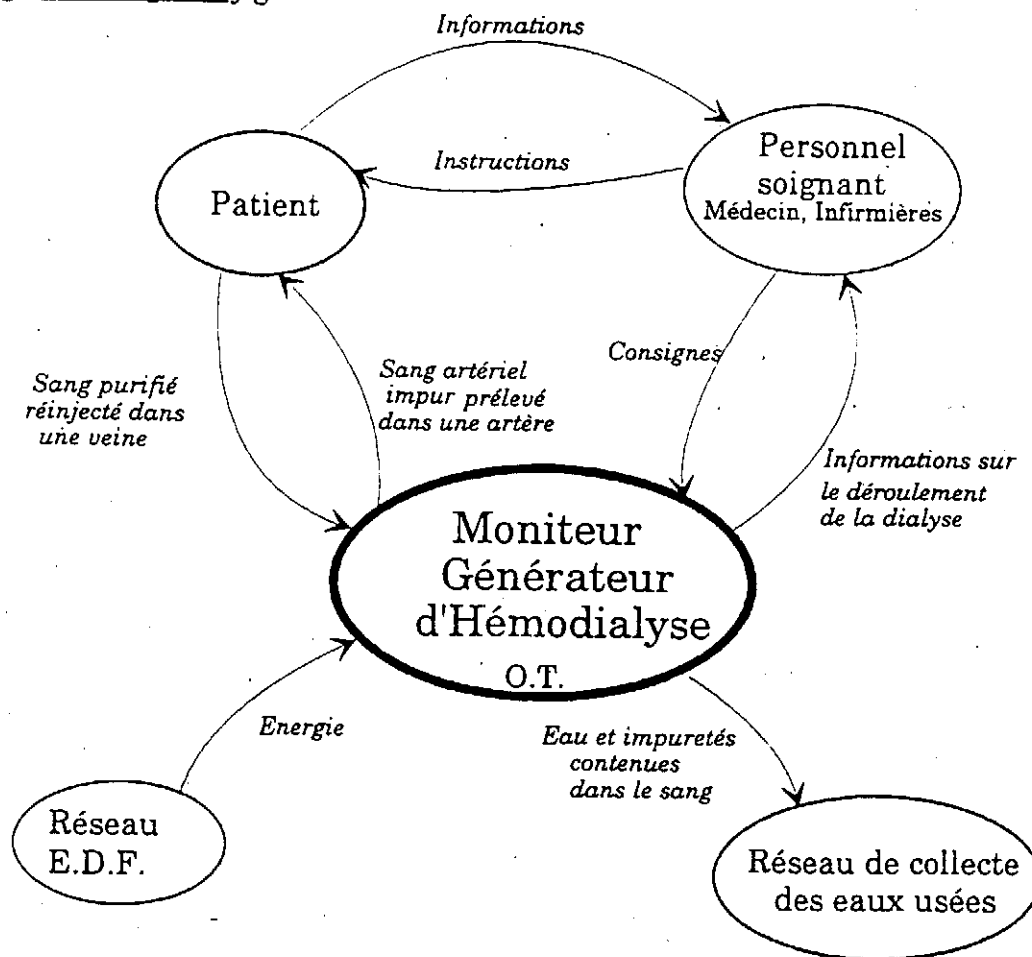 Informations
Instructions
Patient
Personnel
soignant
Médecin, Infirmières
Sang purifié
réinjecté dans
une veine
Sang artériel
impur prélevé
dans une artère
Consignes
Informations sur
le déroulement
de la dialyse
Moniteur
Générateur
d'Hémodialyse
O.T.
Energie
Eau et impuretés
contenues
dans le sang
Réseau
E.D.F.
Réseau de collecte
des eaux usées